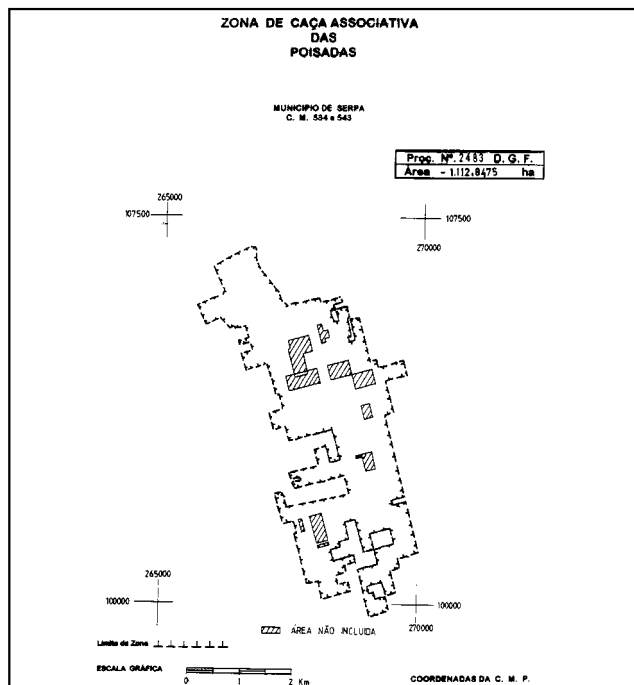 ZONA DE CAÇA ASSOCIATIVA
DAS
POISADAS
MUNICIPIO DE SERPA
C. M. 534 e 543
Proc. Nº. 2483 D. G. F.
Área - 1.112.8475 ha
265000
107500
107500
270000
265000
100000
100000
270000
ÁREA NÃO INCLUIDA
Limite de Zona
ESCALA GRÁFICA
0 1 2 Km
COORDENADAS DA C. M. P.